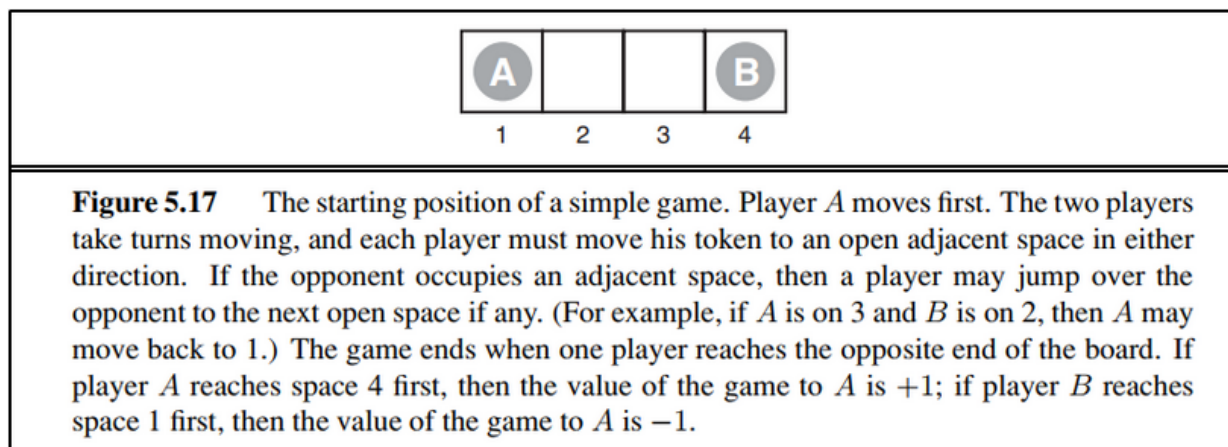 A B
1 2 3 4
Figure 5.17 The starting position of a simple game. Player A moves first. The two players
take turns moving, and each player must move his token to an open adjacent space in either
direction. If the opponent occupies an adjacent space, then a player may jump over the
opponent to the next open space if any. (For example, if A is on 3 and B is on 2, then A may
move back to 1.) The game ends when one player reaches the opposite end of the board. If
player A reaches space 4 first, then the value of the game to A is +1; if player B reaches
space 1 first, then the value of the game to A is −1.